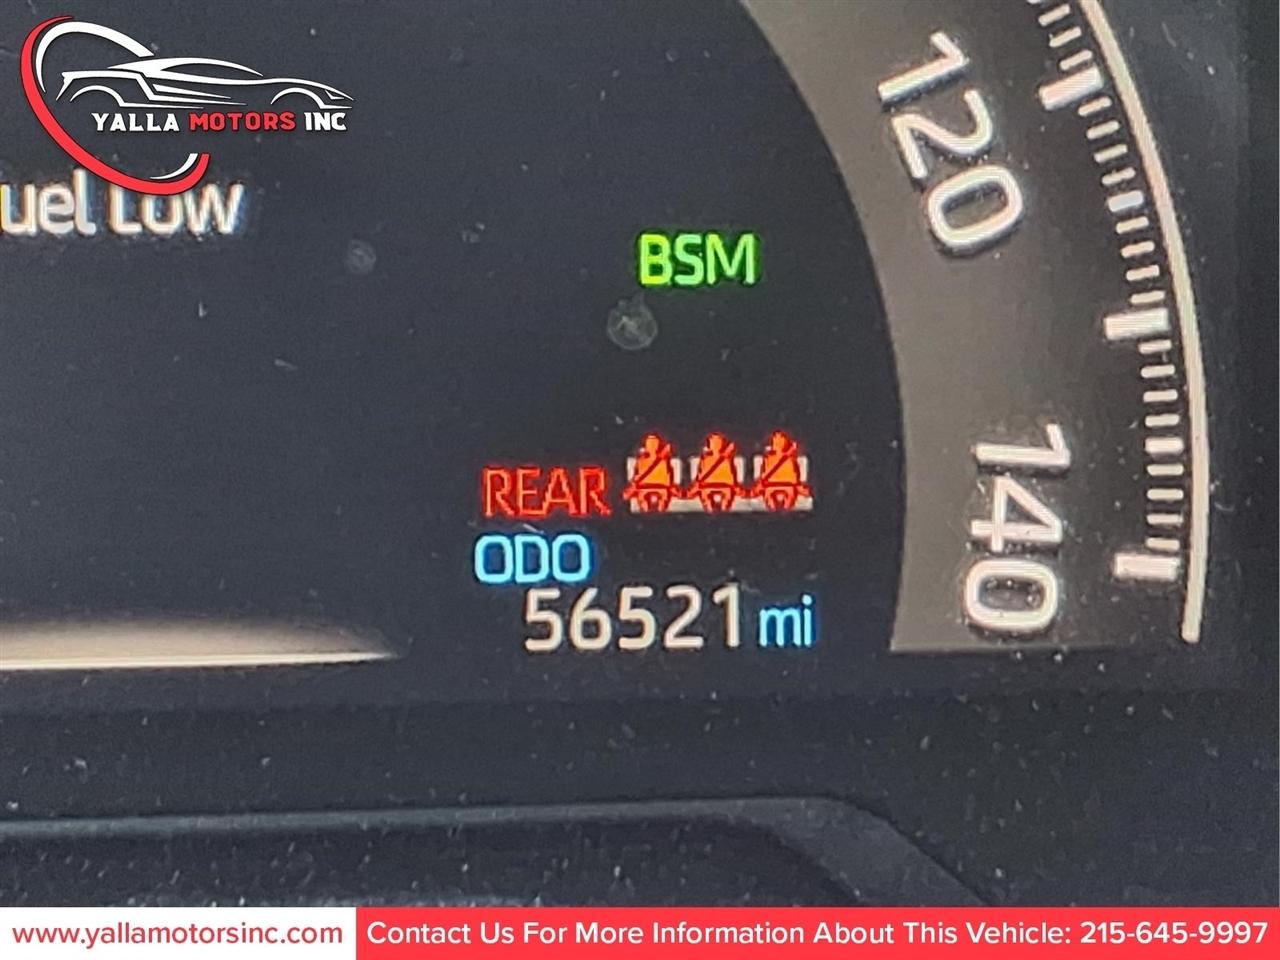 YALLA MOTORS INC
uel Low
120
BSM
140
REAR
ODO
56521 mi
www.yallamotorsinc.com
Contact Us For More Information About This Vehicle: 215-645-9997